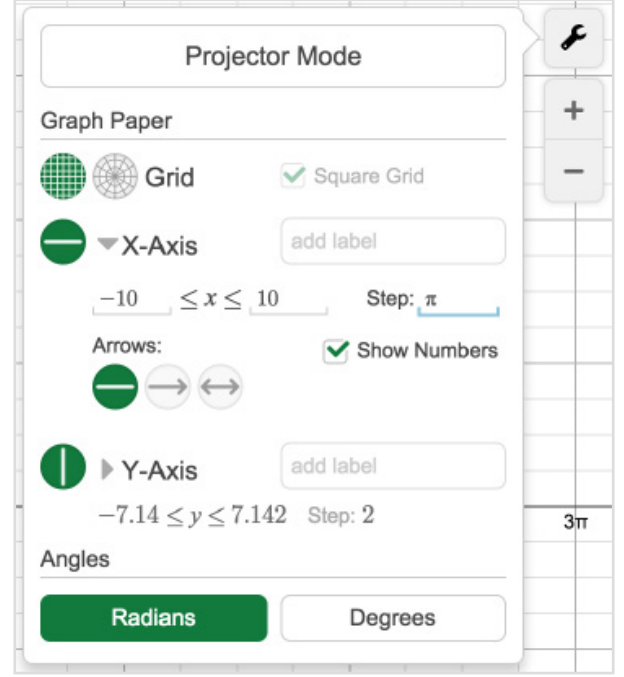 Projector Mode
+
Graph Paper
−
Grid Square Grid
X-Axis add label
−10 ≤ x ≤ 10 Step: π
Arrows: Show Numbers
Y-Axis add label
−7.14 ≤ y ≤ 7.142 Step: 2
3π
Angles
Radians Degrees